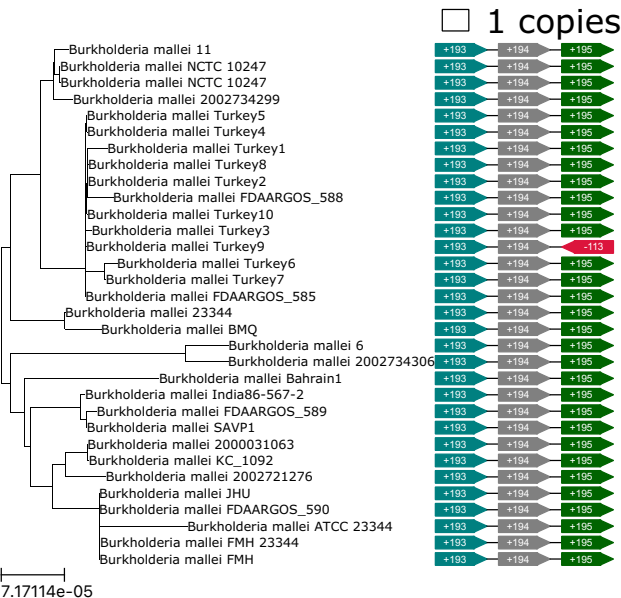 1 copies
Burkholderia mallei 11 +193 +194 +195
Burkholderia mallei NCTC 10247 +193 +194 +195
Burkholderia mallei NCTC 10247 +193 +194 +195
Burkholderia mallei 2002734299 +193 +194 +195
Burkholderia mallei Turkey5 +193 +194 +195
Burkholderia mallei Turkey4 +193 +194 +195
Burkholderia mallei Turkey1 +193 +194 +195
Burkholderia mallei Turkey8 +193 +194 +195
Burkholderia mallei Turkey2 +193 +194 +195
Burkholderia mallei FDAARGOS_588 +193 +194 +195
Burkholderia mallei Turkey10 +193 +194 +195
Burkholderia mallei Turkey3 +193 +194 +195
Burkholderia mallei Turkey9 +193 +194 -113
Burkholderia mallei Turkey6 +193 +194 +195
Burkholderia mallei Turkey7 +193 +194 +195
Burkholderia mallei FDAARGOS_585 +193 +194 +195
Burkholderia mallei 23344 +193 +194 +195
Burkholderia mallei BMQ +193 +194 +195
Burkholderia mallei 6 +193 +194 +195
Burkholderia mallei 2002734306 +193 +194 +195
Burkholderia mallei Bahrain1 +193 +194 +195
Burkholderia mallei India86-567-2 +193 +194 +195
Burkholderia mallei FDAARGOS_589 +193 +194 +195
Burkholderia mallei SAVP1 +193 +194 +195
Burkholderia mallei 2000031063 +193 +194 +195
Burkholderia mallei KC_1092 +193 +194 +195
Burkholderia mallei 2002721276 +193 +194 +195
Burkholderia mallei JHU +193 +194 +195
Burkholderia mallei FDAARGOS_590 +193 +194 +195
Burkholderia mallei ATCC 23344 +193 +194 +195
Burkholderia mallei FMH 23344 +193 +194 +195
Burkholderia mallei FMH +193 +194 +195
7.17114e-05